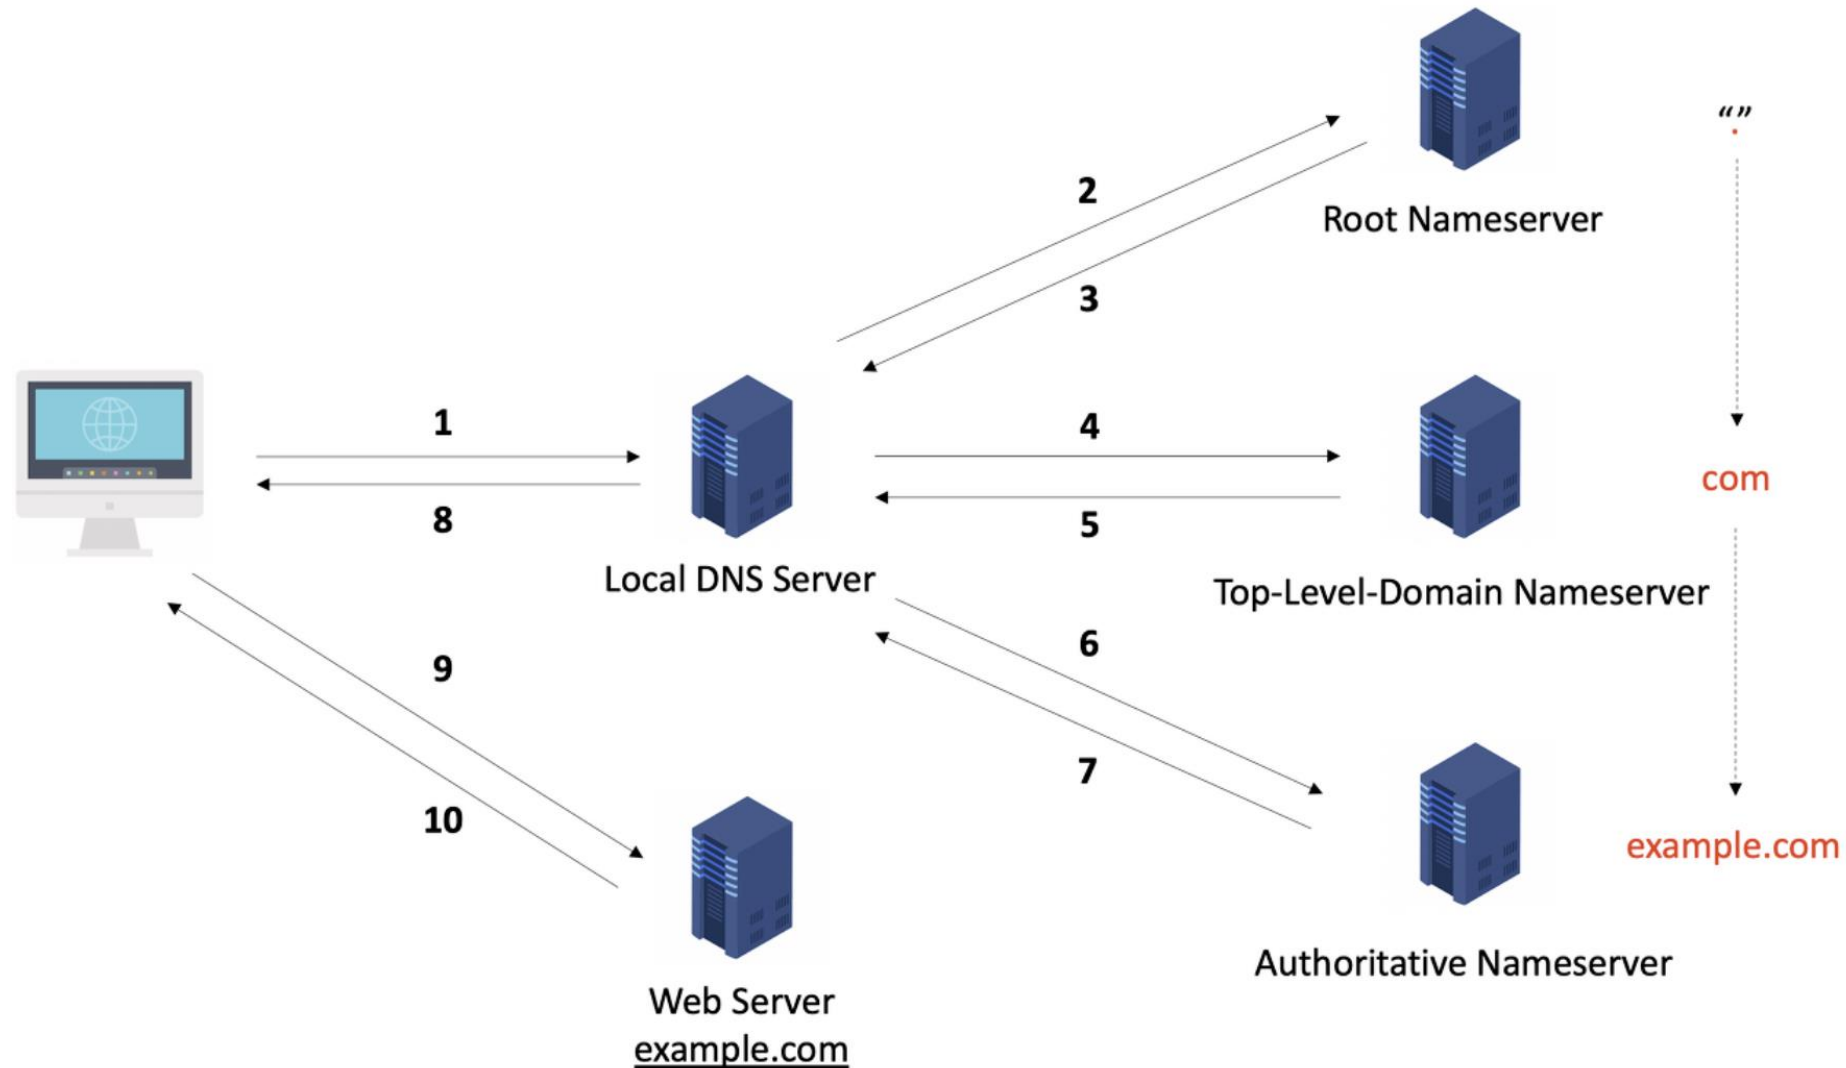 “.”
2
Root Nameserver
3
1
4
com
8
5
Local DNS Server
Top-Level-Domain Nameserver
6
9
7
10
example.com
Authoritative Nameserver
Web Server
example.com